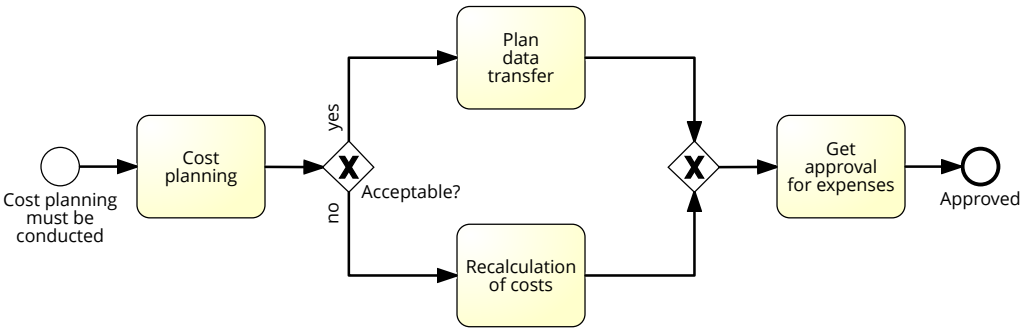 Cost planning
must be
conducted
Cost
planning
Acceptable?
yes
Plan
data
transfer
no
Recalculation
of costs
Get
approval
for expenses
Approved